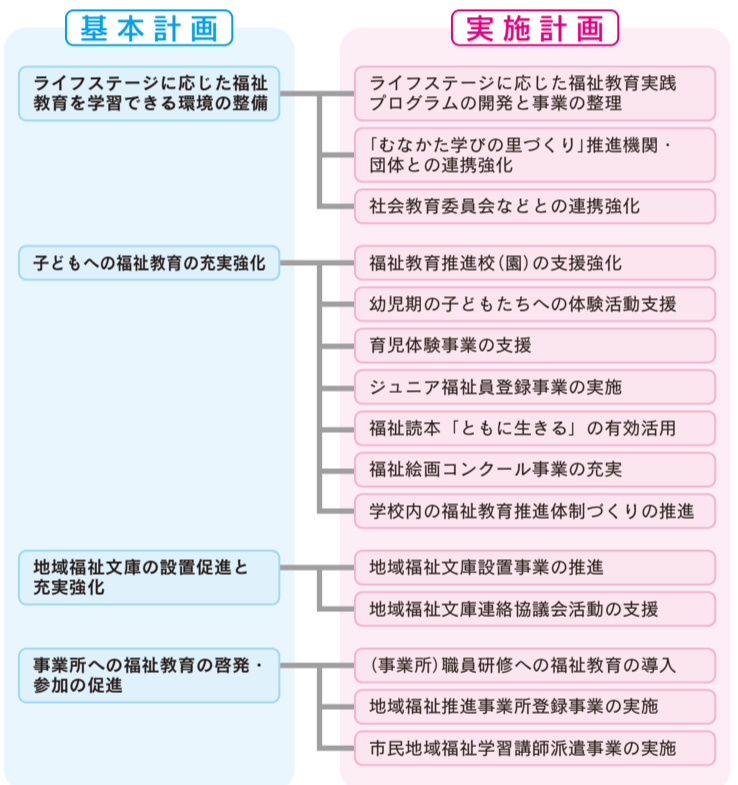 基本計画
実施計画
ライフステージに応じた福祉
教育を学習できる環境の整備
ライフステージに応じた福祉教育実践
プログラムの開発と事業の整理
「むなかた学びの里づくり」推進機関・
団体との連携強化
社会教育委員会などとの連携強化
子どもへの福祉教育の充実強化
福祉教育推進校(園)の支援強化
幼児期の子どもたちへの体験活動支援
育児体験事業の支援
ジュニア福祉員登録事業の実施
福祉読本「ともに生きる」の有効活用
福祉絵画コンクール事業の充実
学校内の福祉教育推進体制づくりの推進
地域福祉文庫の設置促進と
充実強化
地域福祉文庫設置事業の推進
地域福祉文庫連絡協議会活動の支援
事業所への福祉教育の啓発・
参加の促進
(事業所)職員研修への福祉教育の導入
地域福祉推進事業所登録事業の実施
市民地域福祉学習講師派遣事業の実施